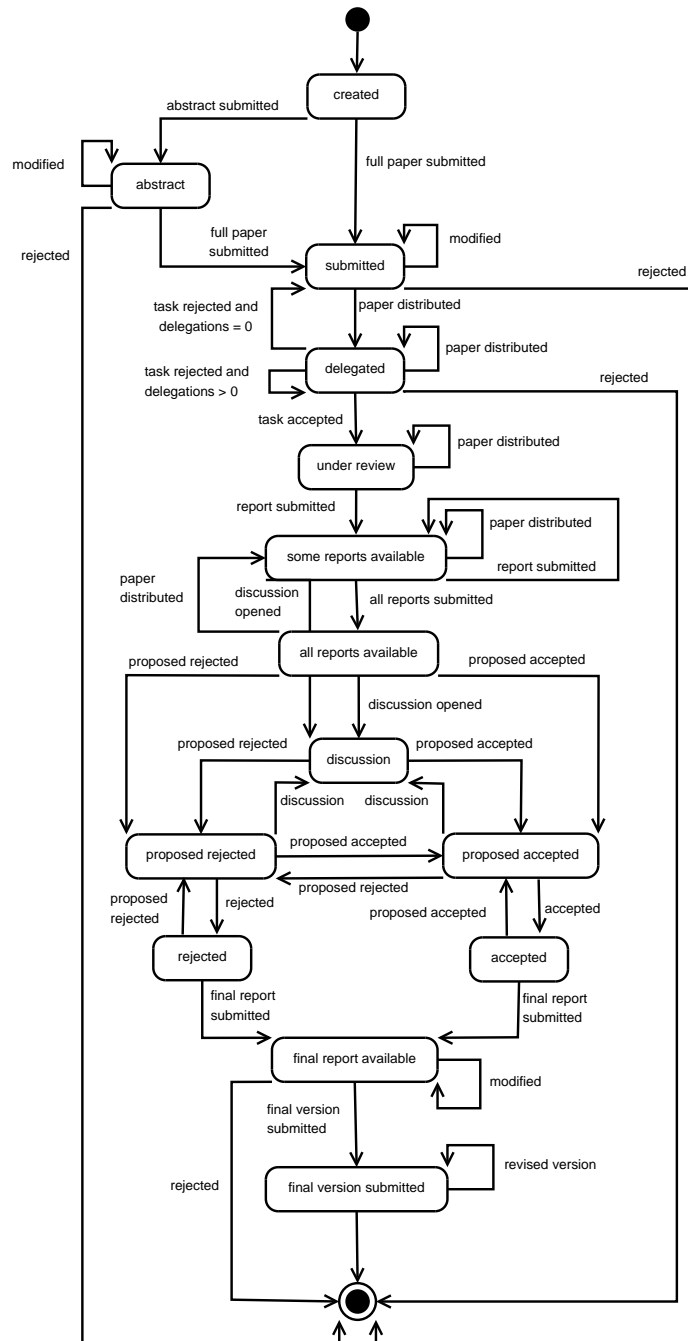 created
abstract submitted
modified
full paper submitted
abstract
full paper
submitted
modified
rejected
submitted
rejected
task rejected and
delegations = 0
paper distributed
paper distributed
task rejected and
delegations > 0
delegated
rejected
task accepted
paper distributed
under review
report submitted
paper distributed
some reports available
report submitted
paper
distributed
discussion
opened
all reports submitted
all reports available
proposed rejected
proposed accepted
discussion opened
proposed rejected
proposed accepted
discussion
discussion
discussion
proposed accepted
proposed rejected
proposed accepted
proposed rejected
proposed
rejected
rejected
proposed accepted
accepted
rejected
accepted
final report
submitted
final report
submitted
final report available
modified
final version
submitted
revised version
rejected
final version submitted